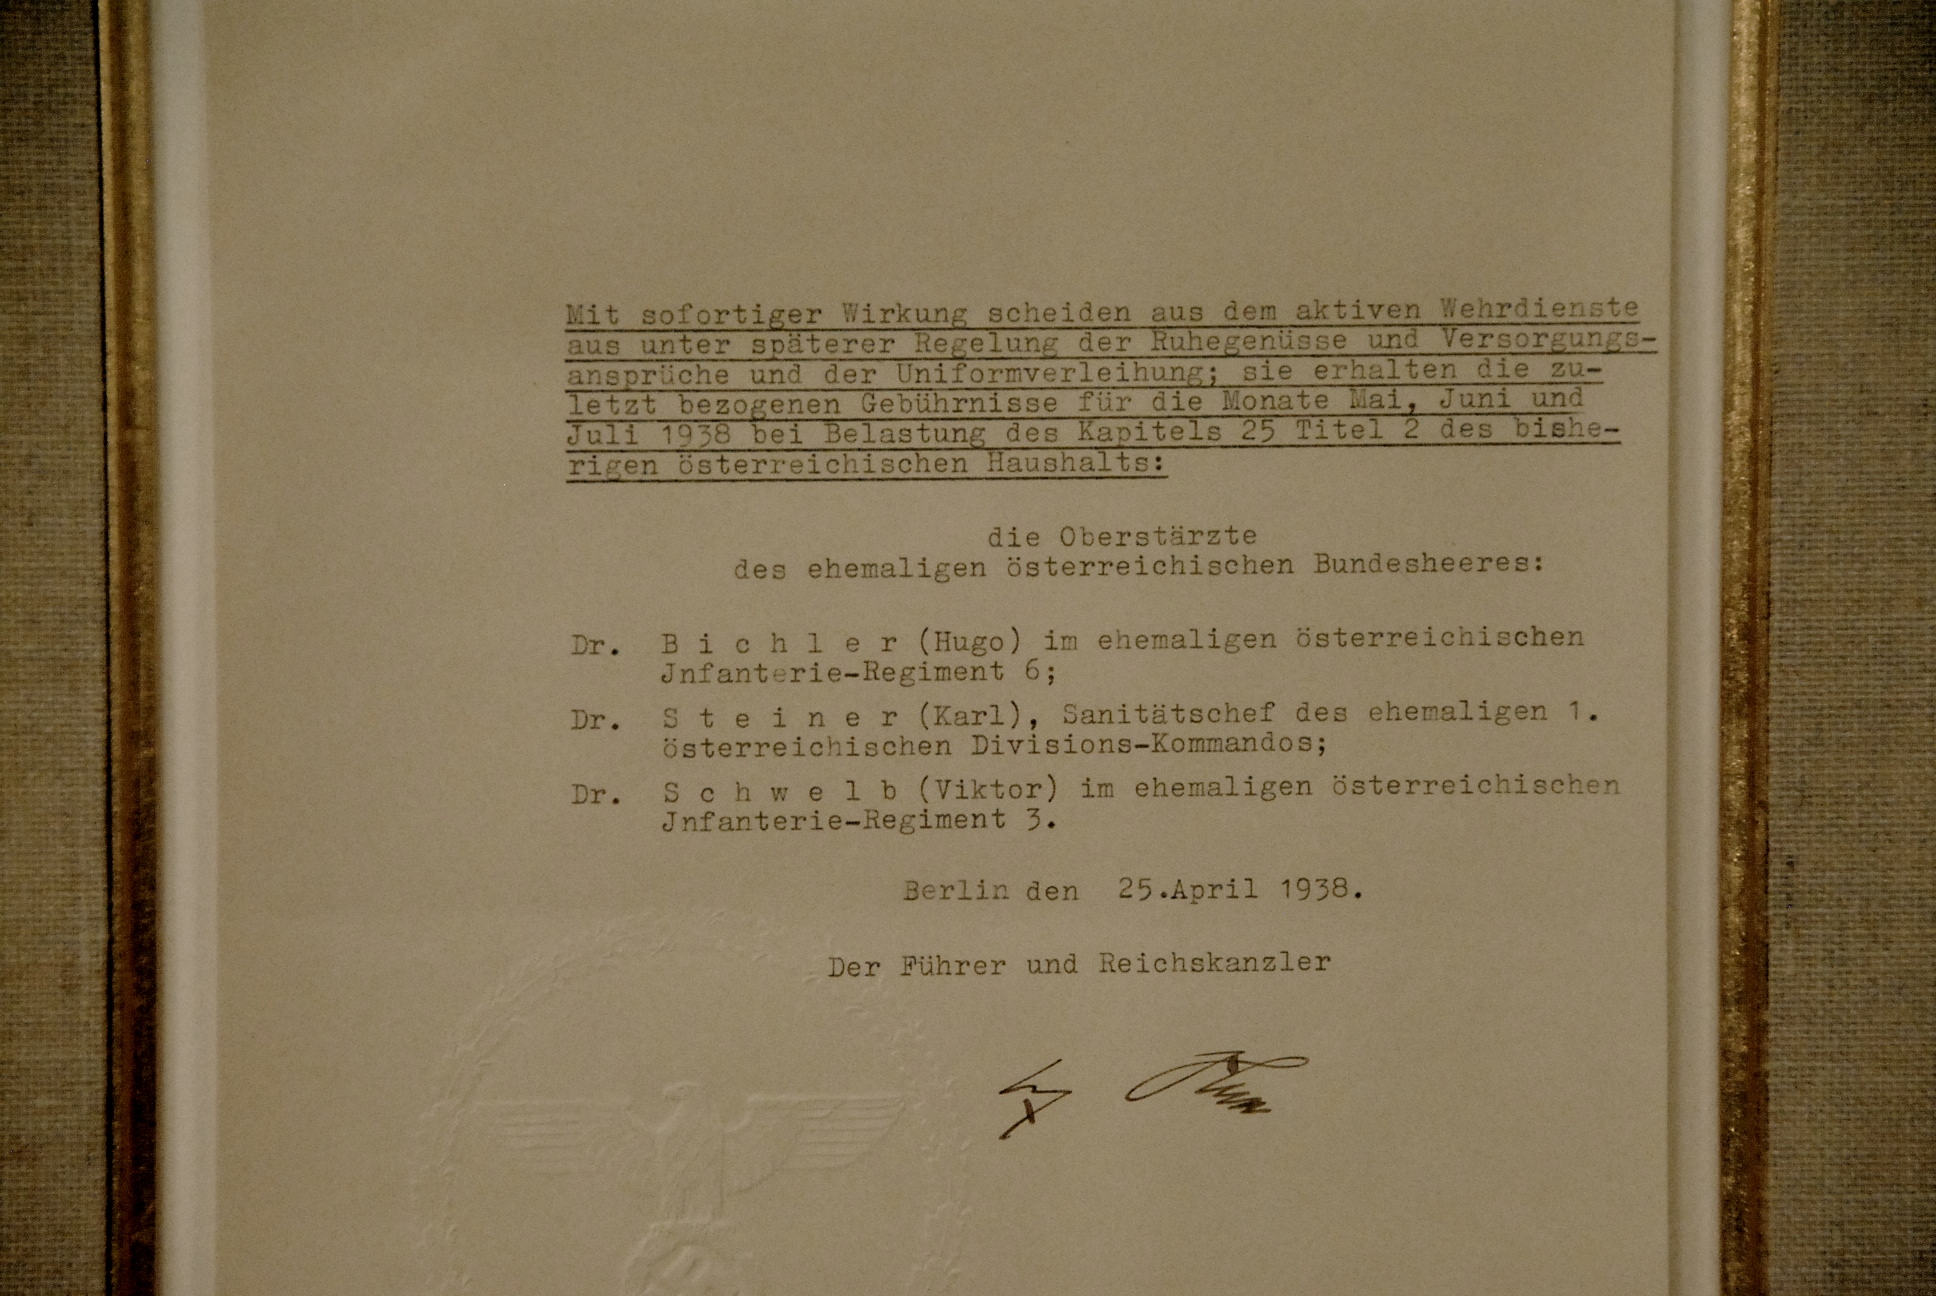 Mit sofortiger Wirkung scheiden aus dem aktiven Wehrdienste
aus unter späterer Regelung der Ruhegenüsse und Versorgungs-
ansprüche und der Uniformverleihung; sie erhalten die zu-
letzt bezogenen Gebührnisse für die Monate Mai, Juni und
Juli 1938 bei Belastung des Kapitels 25 Titel 2 des bishe-
rigen österreichischen Haushalts:
die Oberstärzte
des ehemaligen österreichischen Bundesheeres:
Dr. B i c h l e r (Hugo) im ehemaligen österreichischen
Jnfanterie-Regiment 6;
Dr. S t e i n e r (Karl), Sanitätschef des ehemaligen 1.
österreichischen Divisions-Kommandos;
Dr. S c h w e l b (Viktor) im ehemaligen österreichischen
Jnfanterie-Regiment 3.
Berlin den 25.April 1938.
Der Führer und Reichskanzler